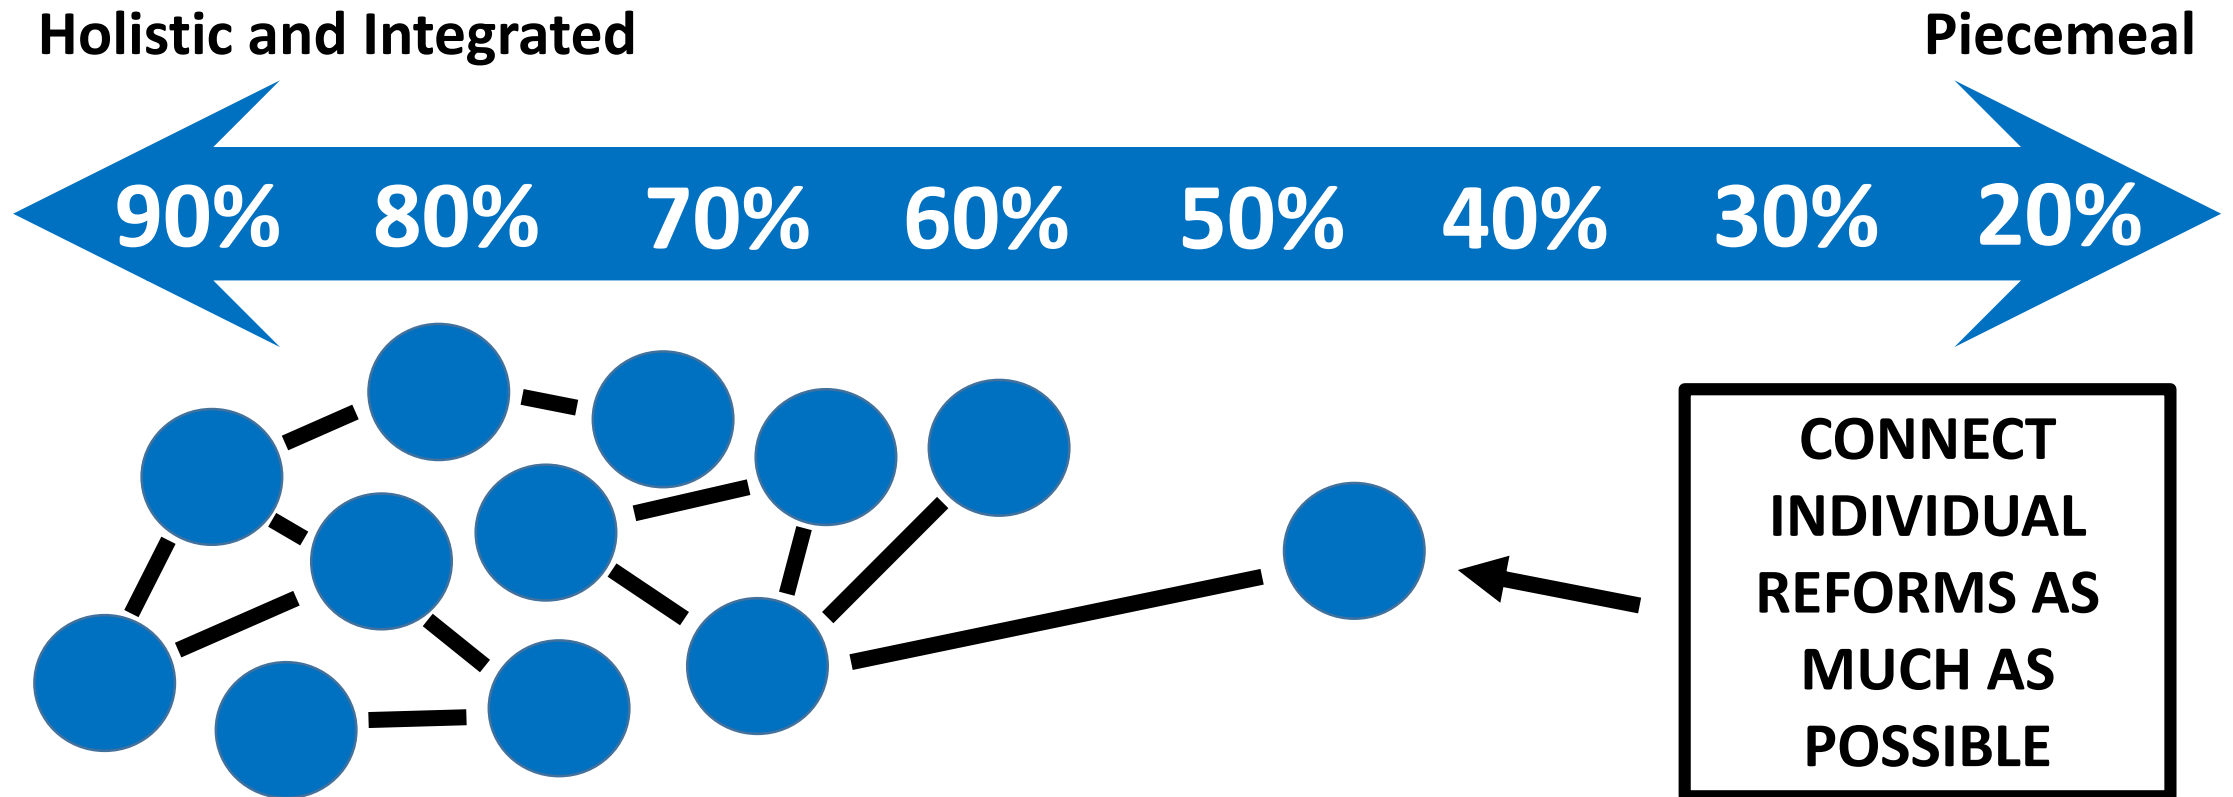 Holistic and Integrated
Piecemeal
90% 80% 70% 60% 50% 40% 30% 20%
CONNECT
INDIVIDUAL
REFORMS AS
MUCH AS
POSSIBLE